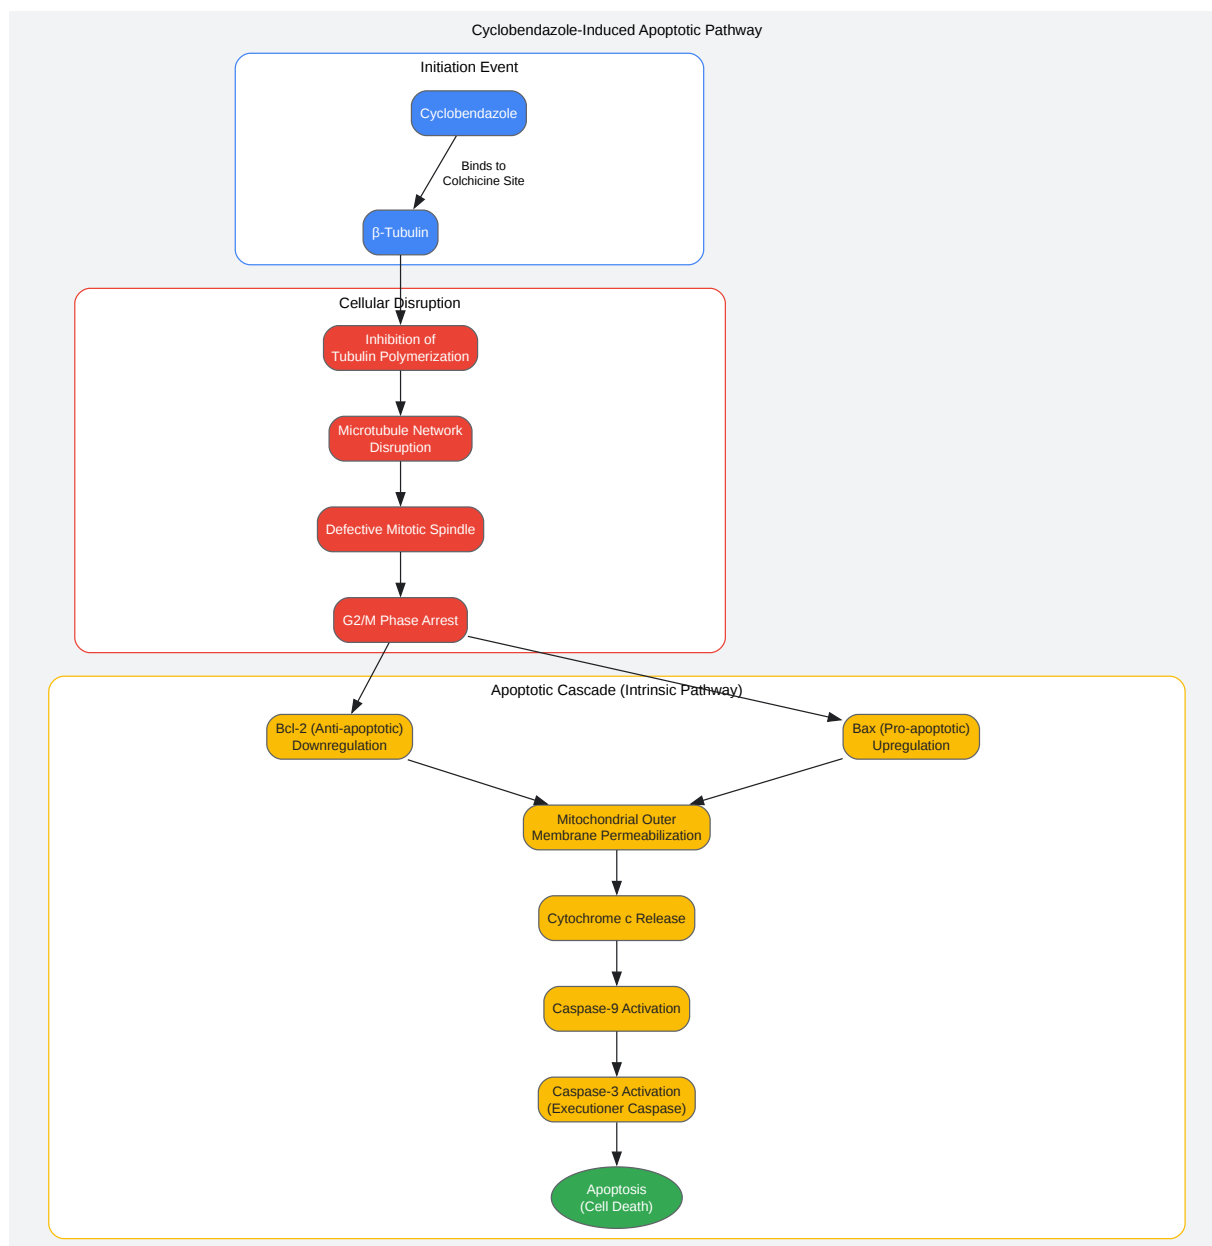 Cyclobendazole-Induced Apoptotic Pathway
Initiation Event
Cyclobendazole
Binds to
Colchicine Site
β-Tubulin
Cellular Disruption
Inhibition of
Tubulin Polymerization
Microtubule Network
Disruption
Defective Mitotic Spindle
G2/M Phase Arrest
Apoptotic Cascade (Intrinsic Pathway)
Bcl-2 (Anti-apoptotic)
Downregulation
Bax (Pro-apoptotic)
Upregulation
Mitochondrial Outer
Membrane Permeabilization
Cytochrome c Release
Caspase-9 Activation
Caspase-3 Activation
(Executioner Caspase)
Apoptosis
(Cell Death)